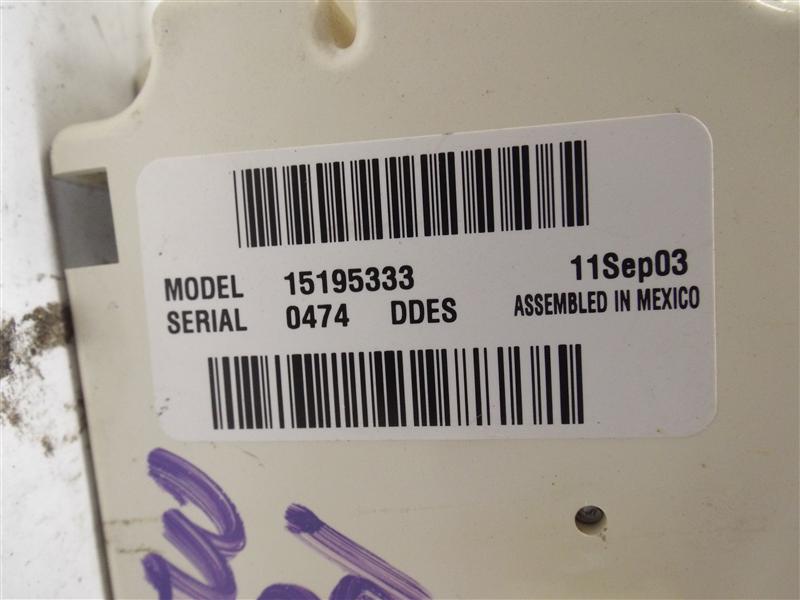 MODEL 15195333 11Sep03
SERIAL 0474 DDES ASSEMBLED IN MEXICO